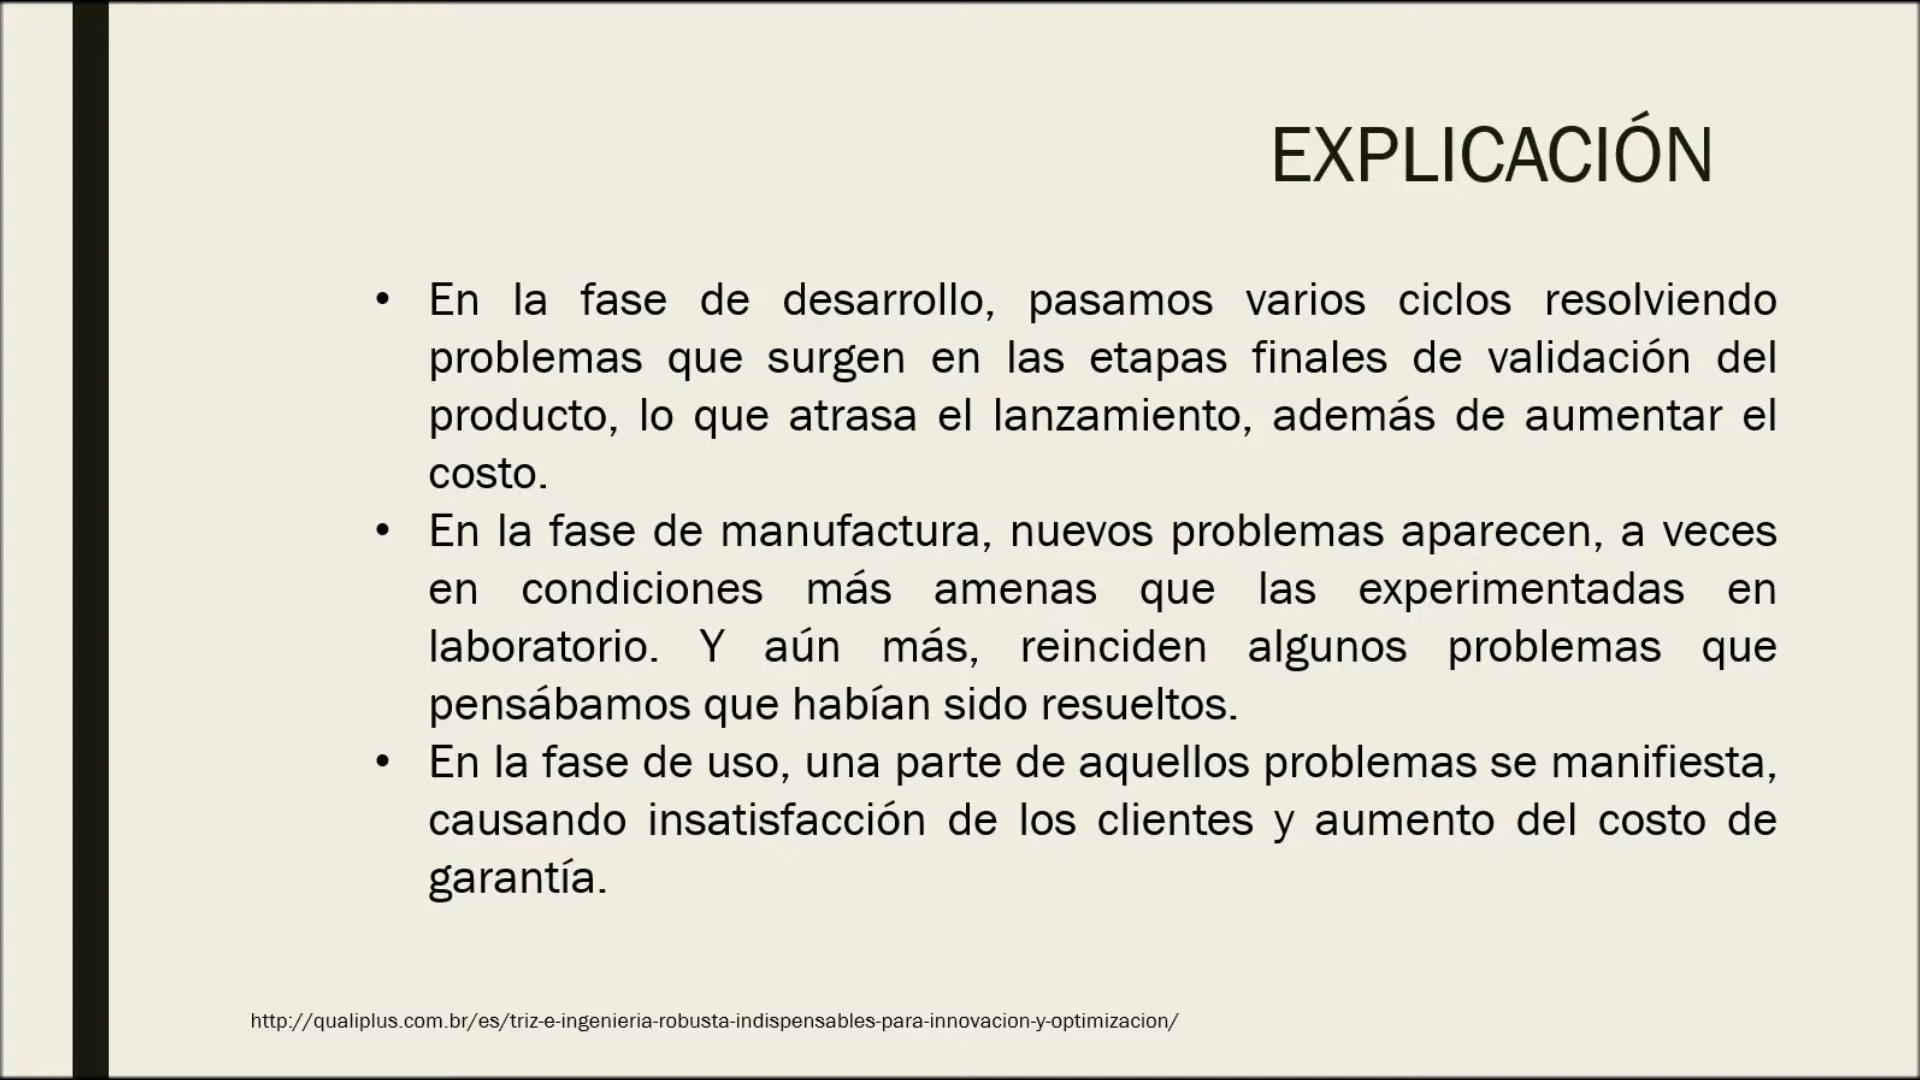 EXPLICACIÓN
• En la fase de desarrollo, pasamos varios ciclos resolviendo
problemas que surgen en las etapas finales de validación del
producto, lo que atrasa el lanzamiento, además de aumentar el
costo.
• En la fase de manufactura, nuevos problemas aparecen, a veces
en condiciones más amenas que las experimentadas en
laboratorio. Y aún más, reinciden algunos problemas que
pensábamos que habían sido resueltos.
• En la fase de uso, una parte de aquellos problemas se manifiesta,
causando insatisfacción de los clientes y aumento del costo de
garantía.
http://qualiplus.com.br/es/triz-e-ingenieria-robusta-indispensables-para-innovacion-y-optimizacion/